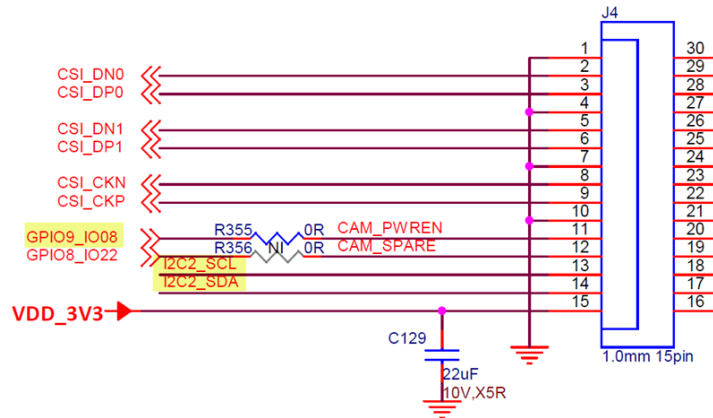 J4
1 30
2 29
CSI_DN0
3 28
CSI_DP0
4 27
5 26
CSI_DN1
6 25
CSI_DP1
7 24
8 23
CSI_CKN
9 22
CSI_CKP
10 21
GPIO9_IO08 R355 0R CAM_PWREN 11 20
GPIO8_IO22 R356 NI 0R CAM_SPARE 12 19
I2C2_SCL 13 18
I2C2_SDA 14 17
VDD_3V3 15 16
C129
1.0mm 15pin
22uF
10V,X5R